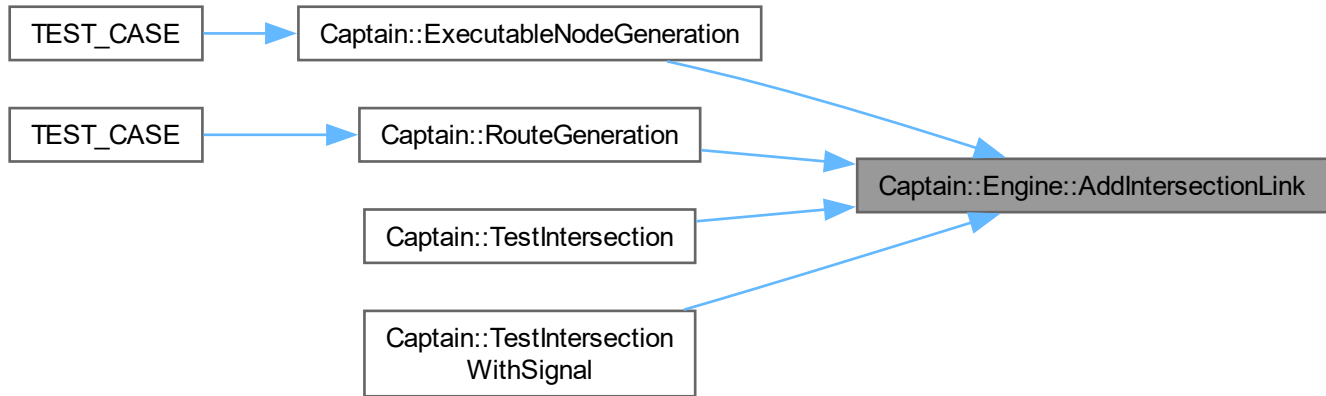 TEST_CASE
Captain::ExecutableNodeGeneration
TEST_CASE
Captain::RouteGeneration
Captain::Engine::AddIntersectionLink
Captain::TestIntersection
Captain::TestIntersection
WithSignal